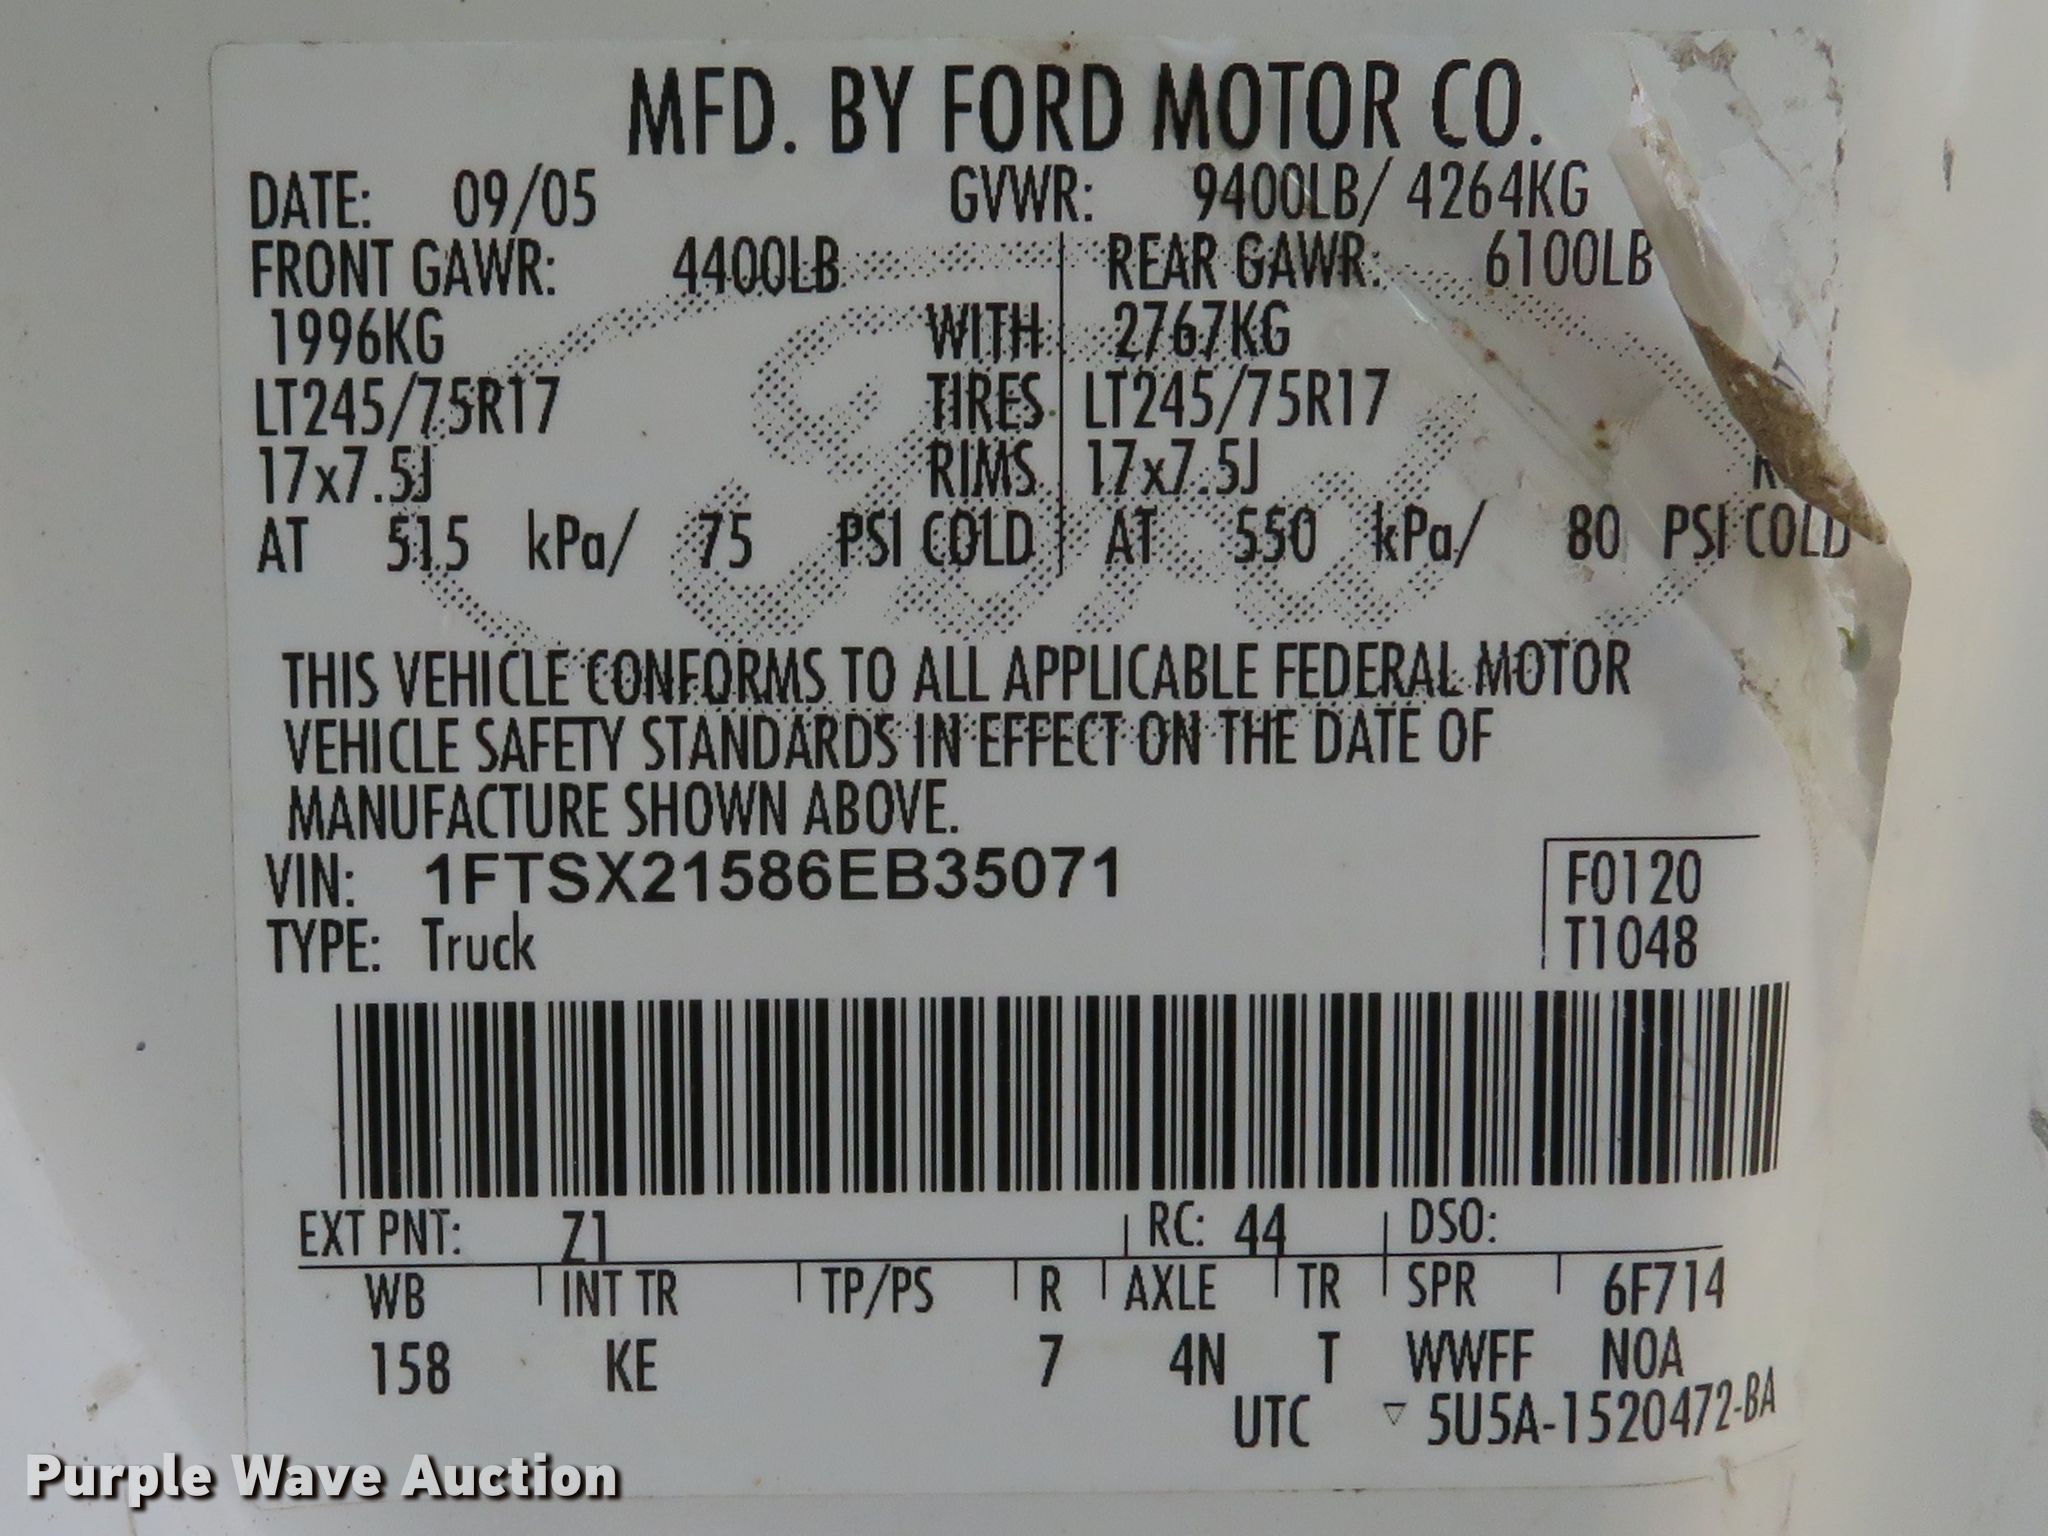 MFD. BY FORD MOTOR CO.
DATE: 09/05 GVWR: 9400LB/ 4264KG
FRONT GAWR: 4400LB REAR GAWR: 6100LB
1996KG WITH 2767KG
LT245/75R17 TIRES LT245/75R17
17x7.5J RIMS 17x7.5J
AT 515 kPa/ 75 PSI COLD AT 550 kPa/ 80 PSI COLD
Ford
THIS VEHICLE CONFORMS TO ALL APPLICABLE FEDERAL MOTOR
VEHICLE SAFETY STANDARDS IN EFFECT ON THE DATE OF
MANUFACTURE SHOWN ABOVE.
VIN: 1FTSX21586EB35071 F0120
TYPE: Truck T1048
EXT PNT: Z1 RC: 44 DSO:
WB INT TR TP/PS R AXLE TR SPR 6F714
158 KE 7 4N T WWFF NOA
UTC ▽ 5U5A-1520472-BA
Purple Wave Auction